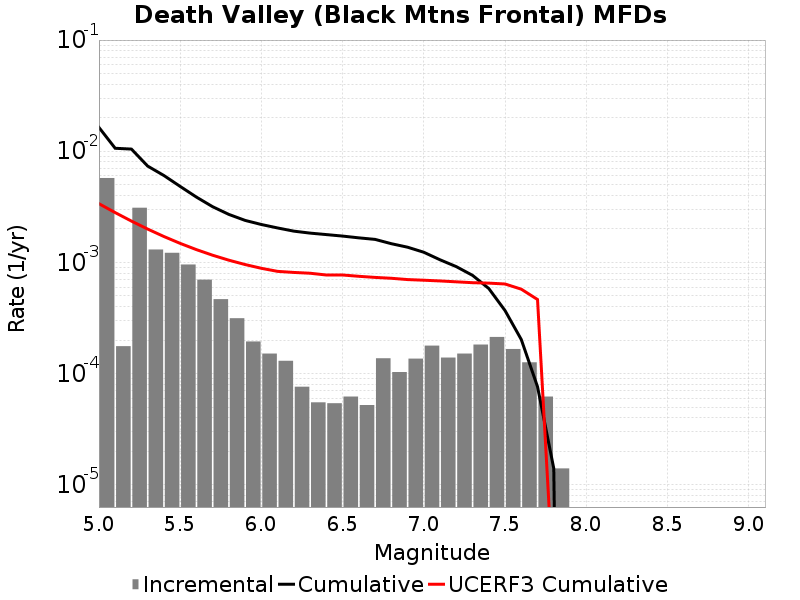 Death Valley (Black Mtns Frontal) MFDs
10-1
10-2
10-3
10-4
10-5
Rate (1/yr)
5.0 5.5 6.0 6.5 7.0 7.5 8.0 8.5 9.0
Magnitude
Incremental Cumulative UCERF3 Cumulative